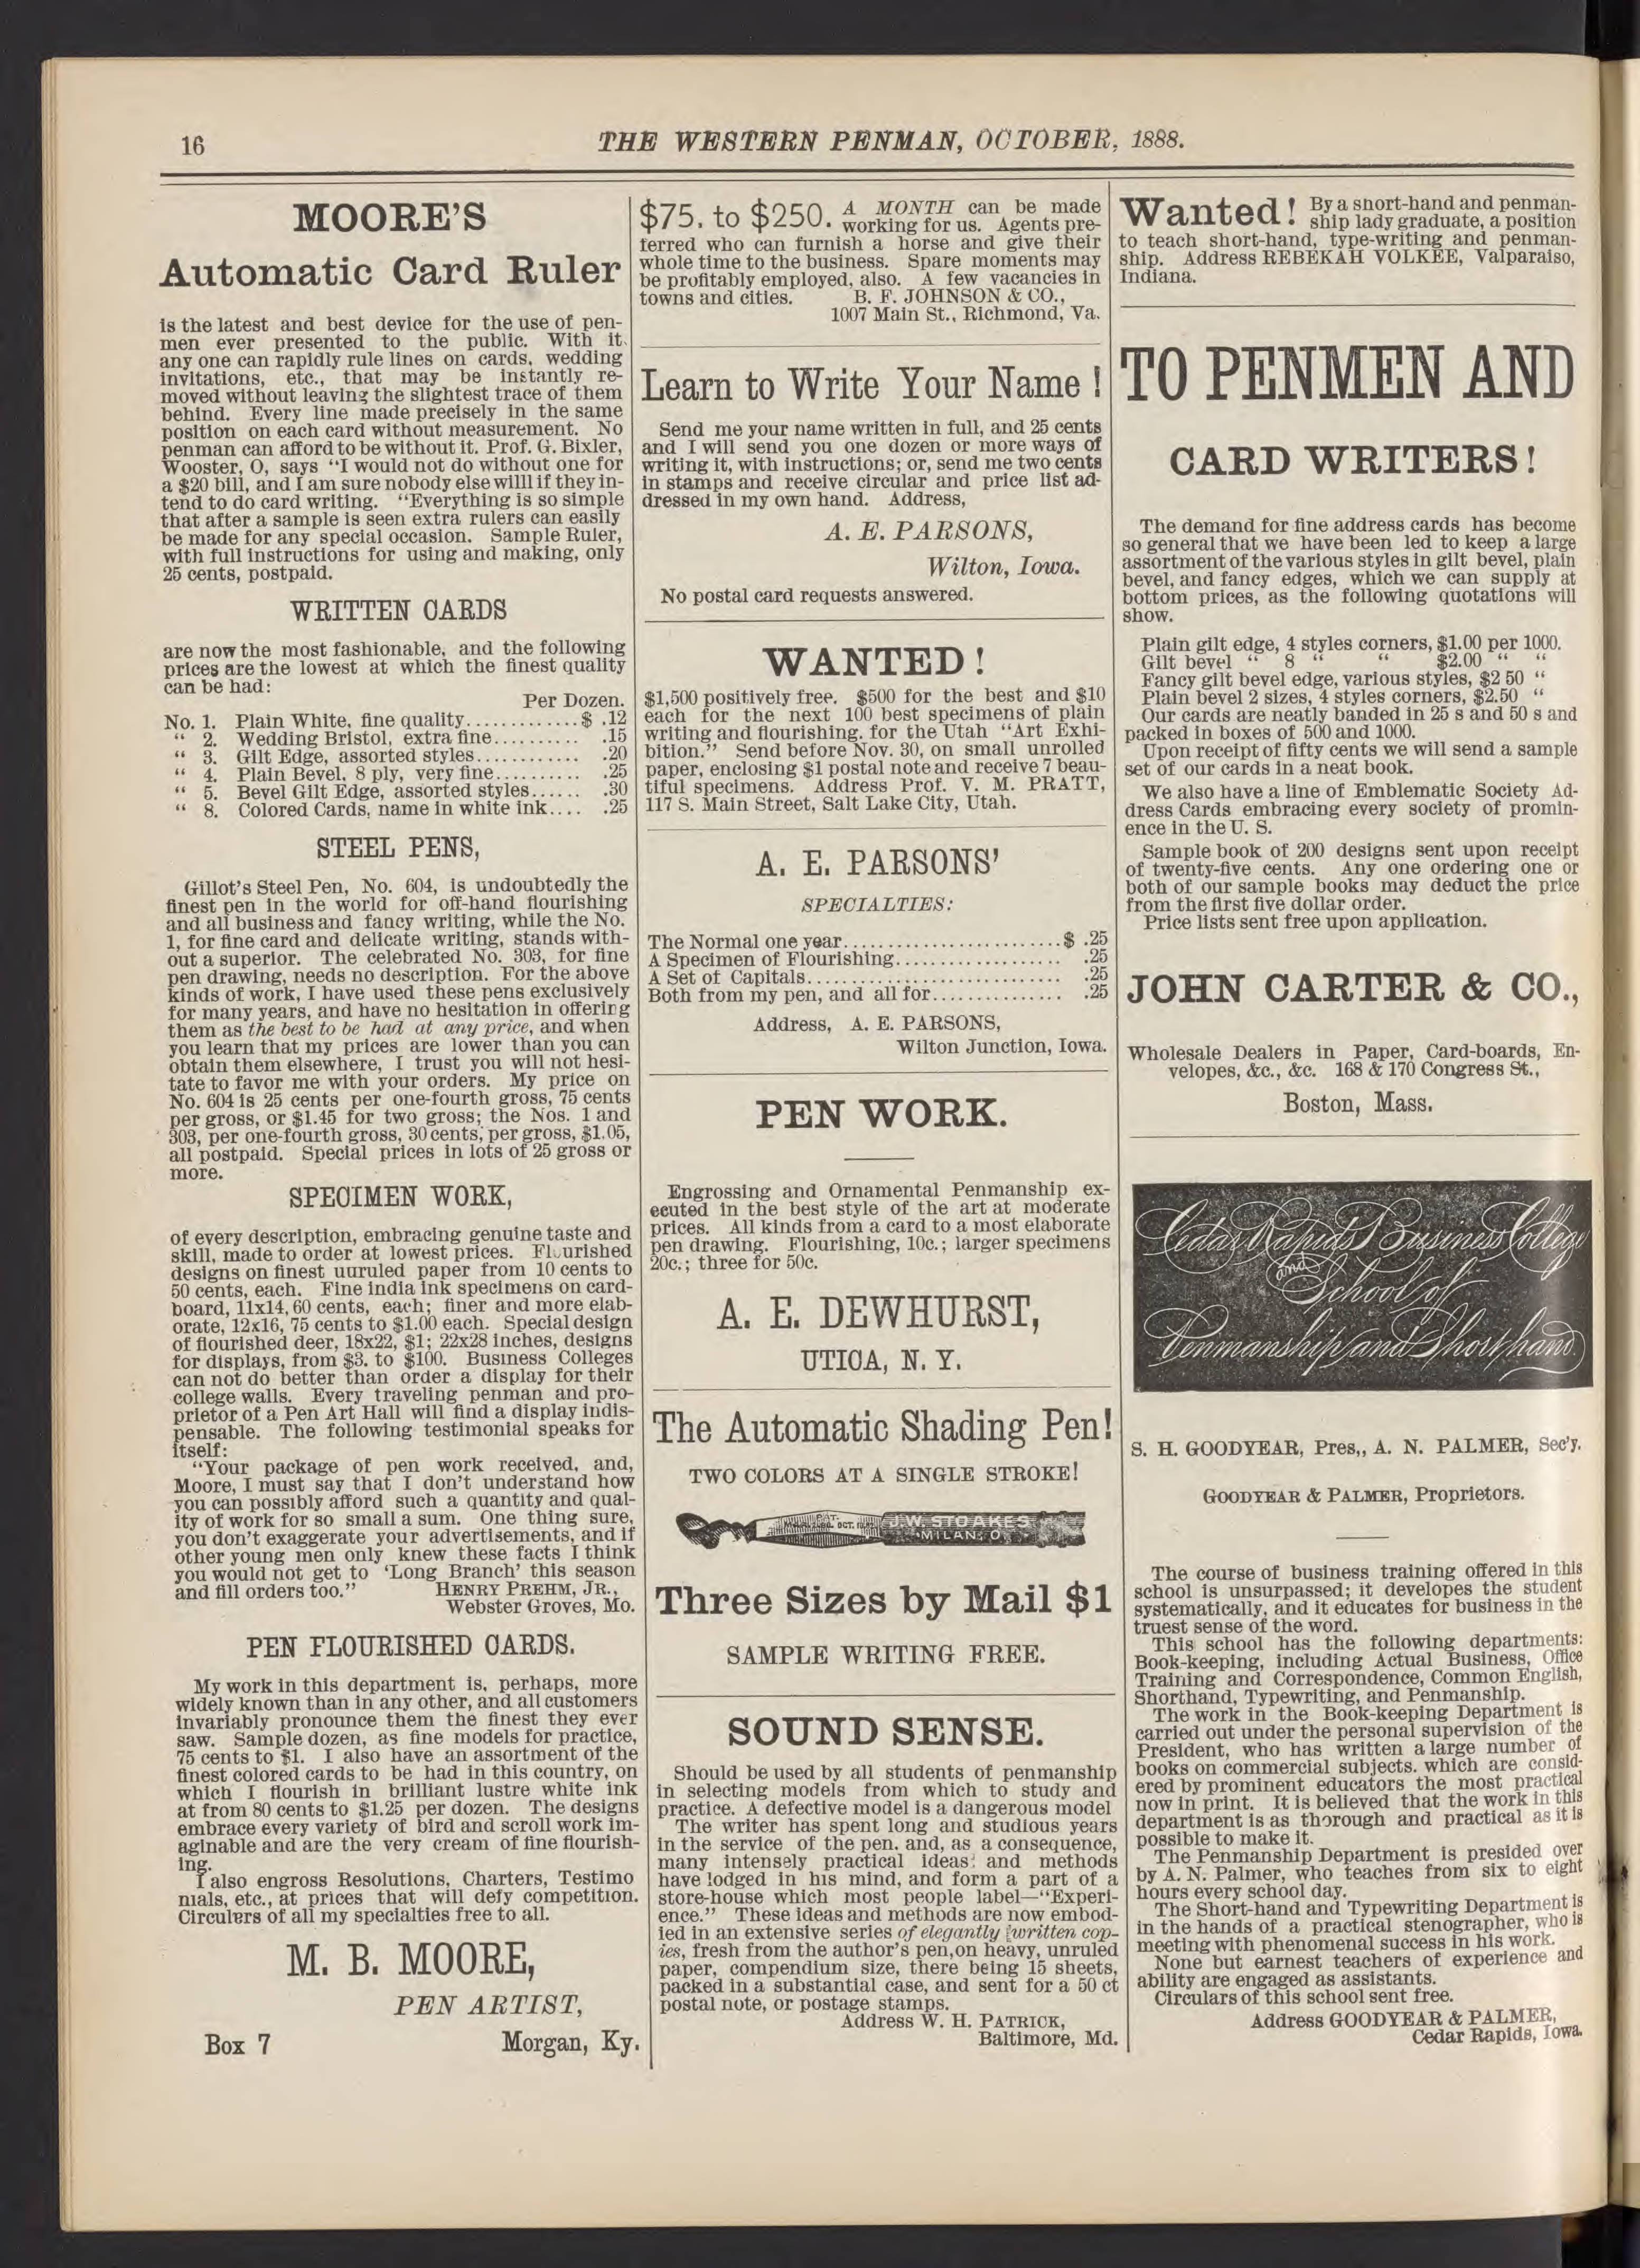 16
THE WESTERN PENMAN, OCTOBER, 1888.
MOORE'S
Automatic Card Ruler
is the latest and best device for the use of pen-
men ever presented to the public. With it
any one can rapidly rule lines on cards, wedding
invitations, etc., that may be instantly re-
moved without leaving the slightest trace of them
behind. Every line made precisely in the same
position on each card without measurement. No
penman can afford to be without it. Prof. G. Bixler,
Wooster, O, says "I would not do without one for
a $20 bill, and I am sure nobody else willl if they in-
tend to do card writing. "Everything is so simple
that after a sample is seen extra rulers can easily
be made for any special occasion. Sample Ruler,
with full instructions for using and making, only
25 cents, postpaid.
WRITTEN CARDS
are now the most fashionable, and the following
prices are the lowest at which the finest quality
can be had:
Per Dozen.
No. 1. Plain White, fine quality.............$ .12
" 2. Wedding Bristol, extra fine.......... .15
" 3. Gilt Edge, assorted styles............ .20
" 4. Plain Bevel, 8 ply, very fine.......... .25
" 5. Bevel Gilt Edge, assorted styles...... .30
" 8. Colored Cards, name in white ink.... .25
STEEL PENS,
Gillot's Steel Pen, No. 604, is undoubtedly the
finest pen in the world for off-hand flourishing
and all business and fancy writing, while the No.
1, for fine card and delicate writing, stands with-
out a superior. The celebrated No. 303, for fine
pen drawing, needs no description. For the above
kinds of work, I have used these pens exclusively
for many years, and have no hesitation in offering
them as the best to be had at any price, and when
you learn that my prices are lower than you can
obtain them elsewhere, I trust you will not hesi-
tate to favor me with your orders. My price on
No. 604 is 25 cents per one-fourth gross, 75 cents
per gross, or $1.45 for two gross; the Nos. 1 and
303, per one-fourth gross, 30 cents, per gross, $1.05,
all postpaid. Special prices in lots of 25 gross or
more.
SPECIMEN WORK,
of every description, embracing genuine taste and
skill, made to order at lowest prices. Flourished
designs on finest unruled paper from 10 cents to
50 cents, each. Fine india ink specimens on card-
board, 11x14, 60 cents, each; finer and more elab-
orate, 12x16, 75 cents to $1.00 each. Special design
of flourished deer, 18x22, $1; 22x28 inches, designs
for displays, from $3. to $100. Business Colleges
can not do better than order a display for their
college walls. Every traveling penman and pro-
prietor of a Pen Art Hall will find a display indis-
pensable. The following testimonial speaks for
itself:
"Your package of pen work received, and,
Moore, I must say that I don't understand how
you can possibly afford such a quantity and qual-
ity of work for so small a sum. One thing sure,
you don't exaggerate your advertisements, and if
other young men only knew these facts I think
you would not get to 'Long Branch' this season
and fill orders too." HENRY PREHM, JR.,
Webster Groves, Mo.
PEN FLOURISHED CARDS.
My work in this department is, perhaps, more
widely known than in any other, and all customers
invariably pronounce them the finest they ever
saw. Sample dozen, as fine models for practice,
75 cents to $1. I also have an assortment of the
finest colored cards to be had in this country, on
which I flourish in brilliant lustre white ink
at from 80 cents to $1.25 per dozen. The designs
embrace every variety of bird and scroll work im-
aginable and are the very cream of fine flourish-
ing.
I also engross Resolutions, Charters, Testimo
nials, etc., at prices that will defy competition.
Circulers of all my specialties free to all.
M. B. MOORE,
PEN ARTIST,
Box 7 Morgan, Ky.
$75. to $250. A MONTH can be made
working for us. Agents pre-
ferred who can furnish a horse and give their
whole time to the business. Spare moments may
be profitably employed, also. A few vacancies in
towns and cities. B. F. JOHNSON & CO.,
1007 Main St., Richmond, Va.
Learn to Write Your Name!
Send me your name written in full, and 25 cents
and I will send you one dozen or more ways of
writing it, with instructions; or, send me two cents
in stamps and receive circular and price list ad-
dressed in my own hand. Address,
A. E. PARSONS,
Wilton, Iowa.
No postal card requests answered.
WANTED!
$1,500 positively free. $500 for the best and $10
each for the next 100 best specimens of plain
writing and flourishing, for the Utah "Art Exhi-
bition." Send before Nov. 30, on small unrolled
paper, enclosing $1 postal note and receive 7 beau-
tiful specimens. Address Prof. V. M. PRATT,
117 S. Main Street, Salt Lake City, Utah.
A. E. PARSONS'
SPECIALTIES:
The Normal one year..........................$ .25
A Specimen of Flourishing.................... .25
A Set of Capitals.............................. .25
Both from my pen, and all for................ .25
Address, A. E. PARSONS,
Wilton Junction, Iowa.
PEN WORK.
Engrossing and Ornamental Penmanship ex-
ecuted in the best style of the art at moderate
prices. All kinds from a card to a most elaborate
pen drawing. Flourishing, 10c.; larger specimens
20c.; three for 50c.
A. E. DEWHURST,
UTICA, N. Y.
The Automatic Shading Pen!
TWO COLORS AT A SINGLE STROKE!
PAT.
OCT.
J.W. STOAKES
MILAN, O.
Three Sizes by Mail $1
SAMPLE WRITING FREE.
SOUND SENSE.
Should be used by all students of penmanship
in selecting models from which to study and
practice. A defective model is a dangerous model
The writer has spent long and studious years
in the service of the pen, and, as a consequence,
many intensely practical ideas and methods
have lodged in his mind, and form a part of a
store-house which most people label—"Experi-
ence." These ideas and methods are now embod-
ied in an extensive series of elegantly written cop-
ies, fresh from the author's pen, on heavy, unruled
paper, compendium size, there being 15 sheets,
packed in a substantial case, and sent for a 50 ct
postal note, or postage stamps.
Address W. H. PATRICK,
Baltimore, Md.
Wanted! By a snort-hand and penman-
ship lady graduate, a position
to teach short-hand, type-writing and penman-
ship. Address REBEKAH VOLKEE, Valparaiso,
Indiana.
TO PENMEN AND
CARD WRITERS!
The demand for fine address cards has become
so general that we have been led to keep a large
assortment of the various styles in gilt bevel, plain
bevel, and fancy edges, which we can supply at
bottom prices, as the following quotations will
show.
Plain gilt edge, 4 styles corners, $1.00 per 1000.
Gilt bevel " 8 " " $2.00 " "
Fancy gilt bevel edge, various styles, $2 50 "
Plain bevel 2 sizes, 4 styles corners, $2.50 "
Our cards are neatly banded in 25 s and 50 s and
packed in boxes of 500 and 1000.
Upon receipt of fifty cents we will send a sample
set of our cards in a neat book.
We also have a line of Emblematic Society Ad-
dress Cards embracing every society of promin-
ence in the U. S.
Sample book of 200 designs sent upon receipt
of twenty-five cents. Any one ordering one or
both of our sample books may deduct the price
from the first five dollar order.
Price lists sent free upon application.
JOHN CARTER & CO.,
Wholesale Dealers in Paper, Card-boards, En-
velopes, &c., &c. 168 & 170 Congress St.,
Boston, Mass.
Cedar Rapids Business College
and
School of
Penmanship and Shorthand
S. H. GOODYEAR, Pres,, A. N. PALMER, Sec'y.
GOODYEAR & PALMER, Proprietors.
The course of business training offered in this
school is unsurpassed; it developes the student
systematically, and it educates for business in the
truest sense of the word.
This school has the following departments:
Book-keeping, including Actual Business, Office
Training and Correspondence, Common English,
Shorthand, Typewriting, and Penmanship.
The work in the Book-keeping Department is
carried out under the personal supervision of the
President, who has written a large number of
books on commercial subjects. which are consid-
ered by prominent educators the most practical
now in print. It is believed that the work in this
department is as thorough and practical as it is
possible to make it.
The Penmanship Department is presided over
by A. N. Palmer, who teaches from six to eight
hours every school day.
The Short-hand and Typewriting Department is
in the hands of a practical stenographer, who is
meeting with phenomenal success in his work.
None but earnest teachers of experience and
ability are engaged as assistants.
Circulars of this school sent free.
Address GOODYEAR & PALMER,
Cedar Rapids, Iowa.